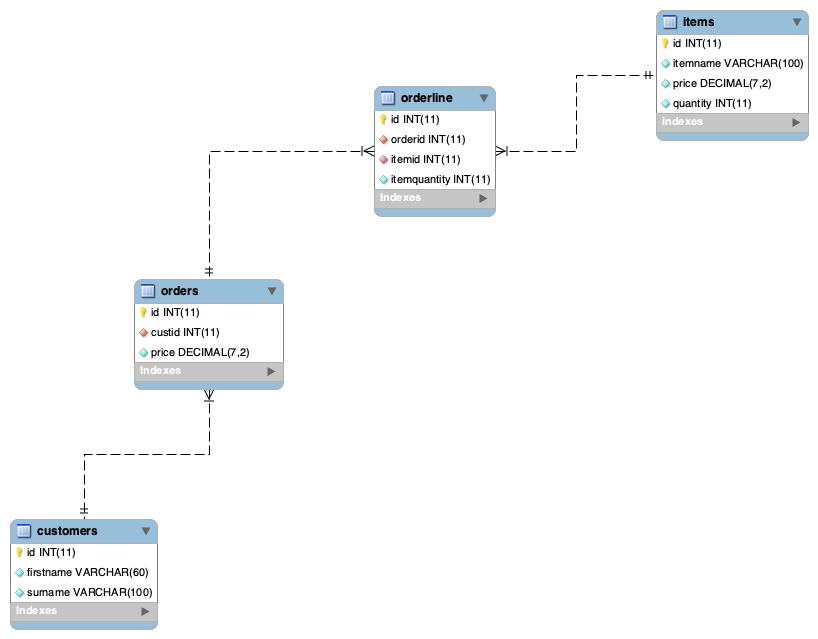 items
id INT(11)
itemname VARCHAR(100)
price DECIMAL(7,2)
quantity INT(11)
Indexes
orderline
id INT(11)
orderid INT(11)
itemid INT(11)
itemquantity INT(11)
Indexes
orders
id INT(11)
custid INT(11)
price DECIMAL(7,2)
Indexes
customers
id INT(11)
firstname VARCHAR(60)
surname VARCHAR(100)
Indexes